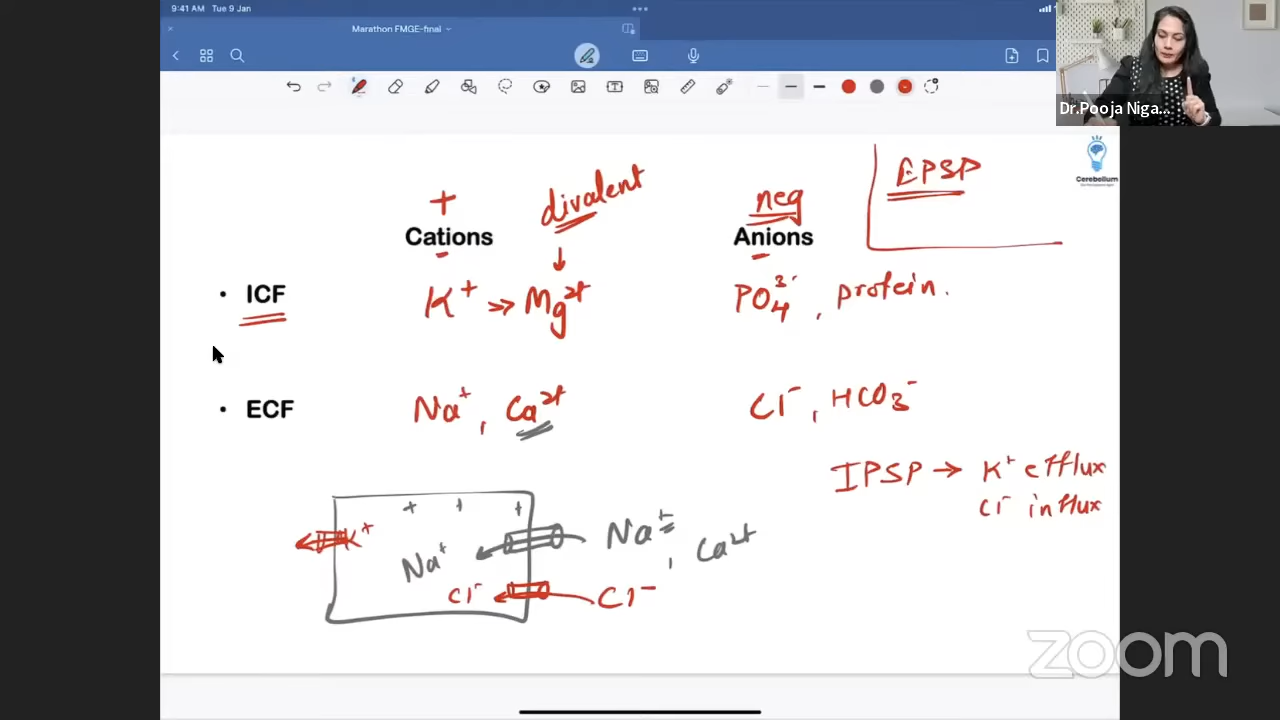 9:41 AM Tue 9 Jan
Marathon FMGE-final
Dr.Pooja Niga...
Cerebellum
EPSP
+ divalent neg
Cations Anions
• ICF K⁺ >> Mg²⁺ PO₄³⁻, protein.
• ECF Na⁺, Ca²⁺ Cl⁻, HCO₃⁻
IPSP → K⁺ efflux
Cl⁻ influx
+ + +
K⁺ Na⁺ Na⁺, Ca²⁺
Cl⁻ Cl⁻
zoom